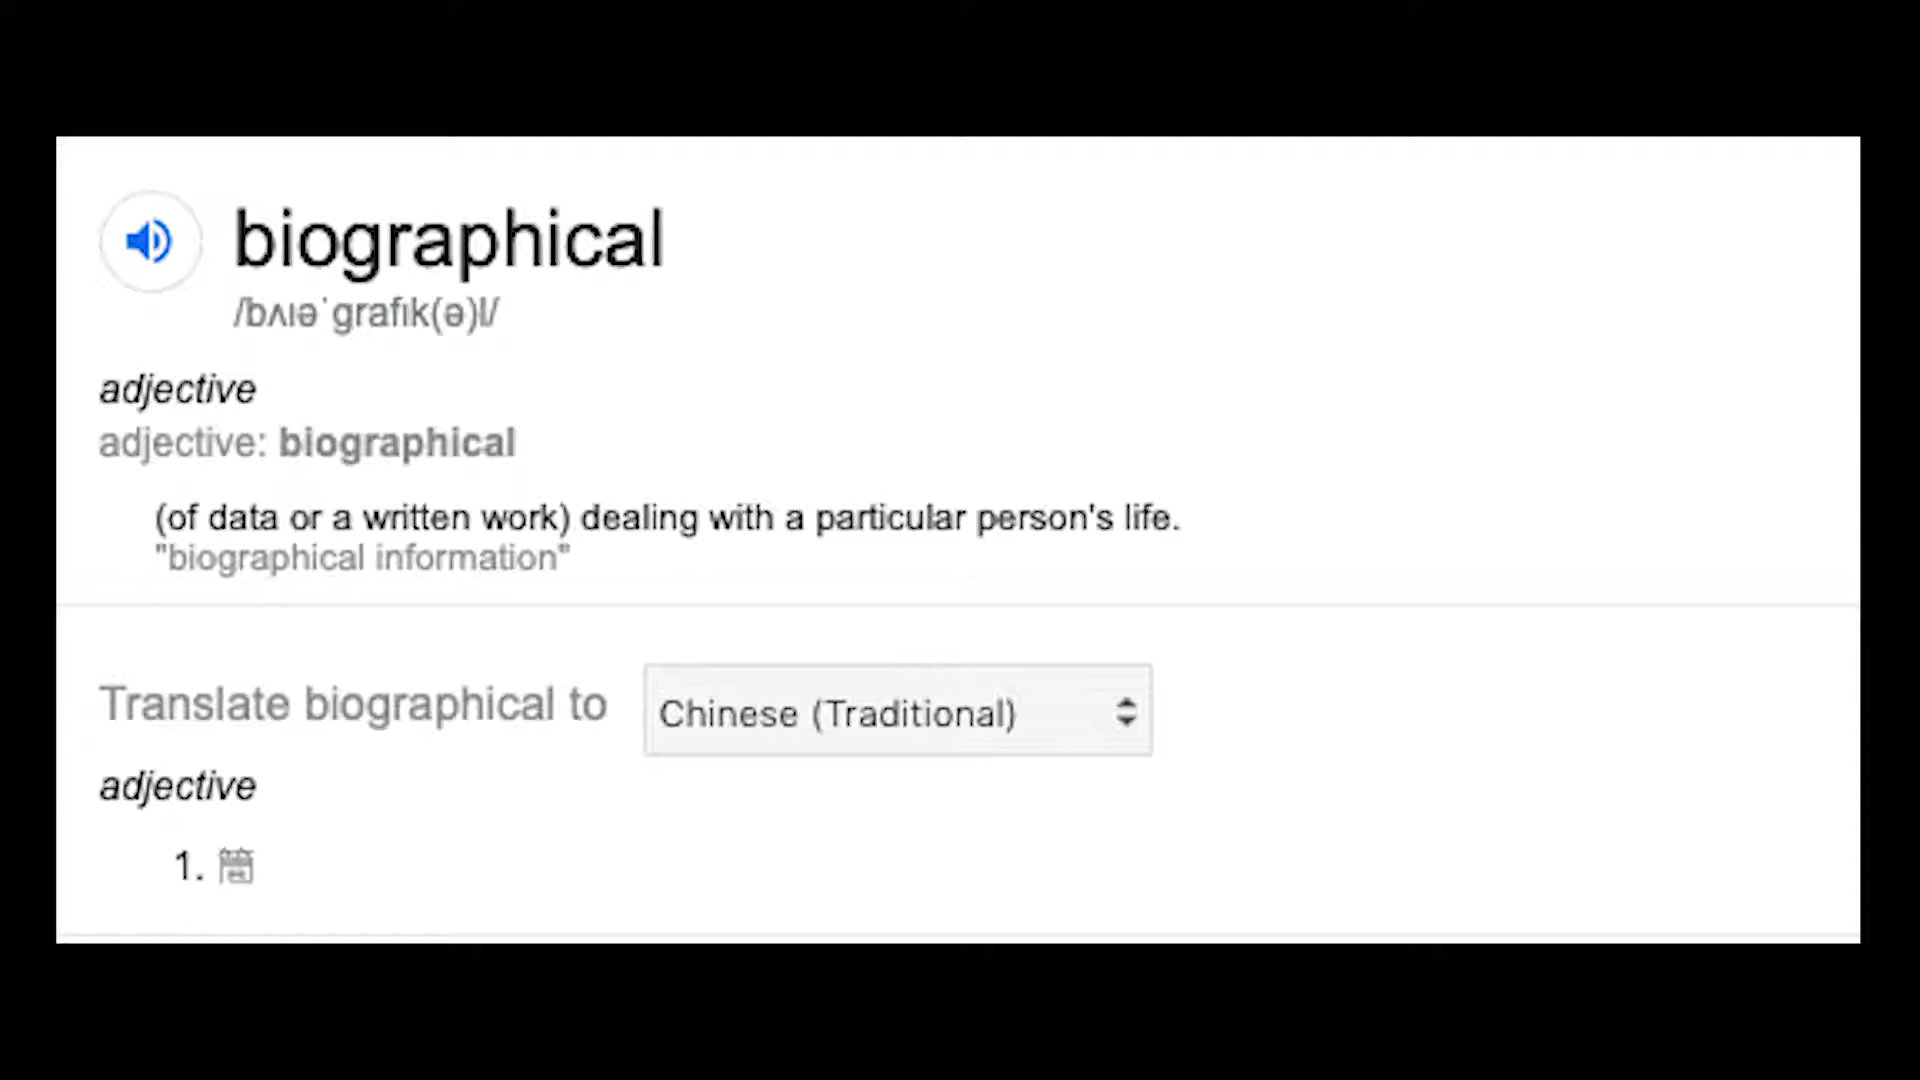 biographical
/bʌɪəˈɡrafɪk(ə)l/
adjective
adjective: biographical
(of data or a written work) dealing with a particular person's life.
"biographical information"
Translate biographical to Chinese (Traditional)
adjective
1. 簡